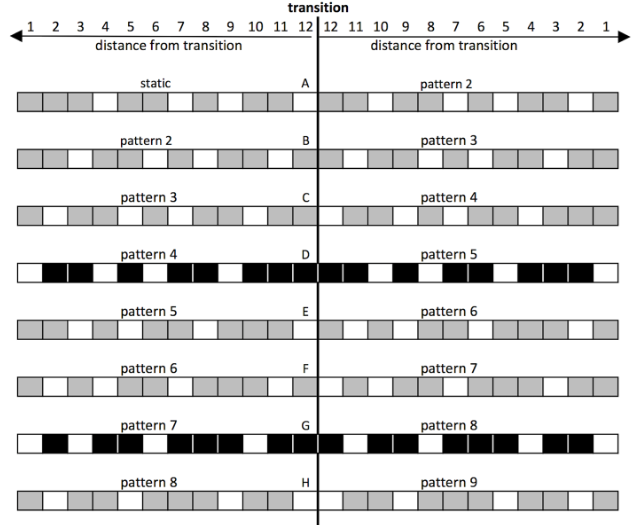 transition
1 2 3 4 5 6 7 8 9 10 11 12 12 11 10 9 8 7 6 5 4 3 2 1
distance from transition distance from transition
static A pattern 2
pattern 2 B pattern 3
pattern 3 C pattern 4
pattern 4 D pattern 5
pattern 5 E pattern 6
pattern 6 F pattern 7
pattern 7 G pattern 8
pattern 8 H pattern 9